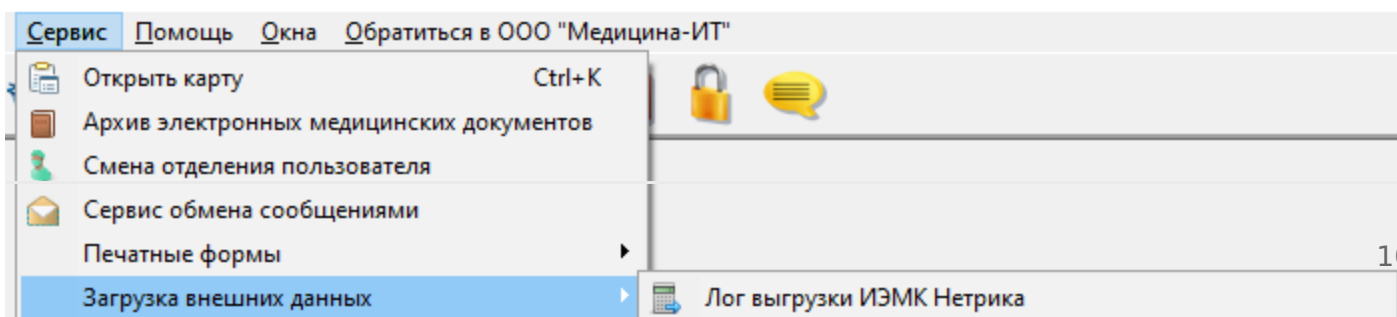 Сервис Помощь Окна Обратиться в ООО "Медицина-ИТ"
Открыть карту Ctrl+K
Архив электронных медицинских документов
Смена отделения пользователя
Сервис обмена сообщениями
Печатные формы
Загрузка внешних данных Лог выгрузки ИЭМК Нетрика